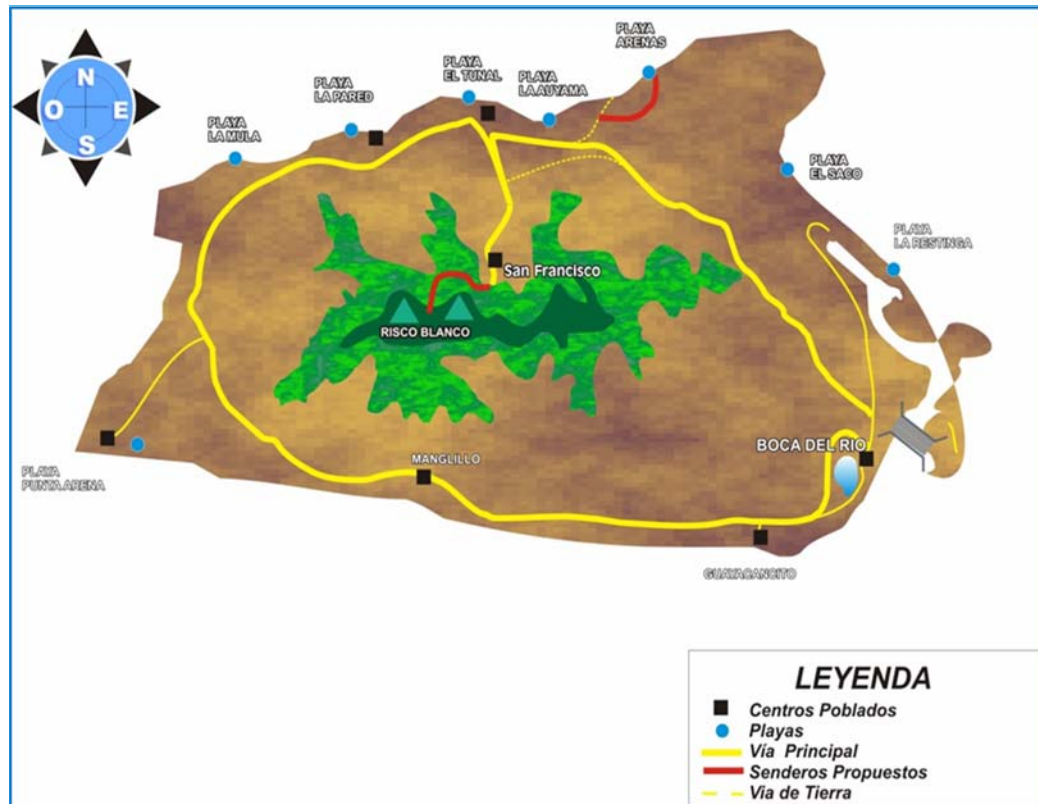 PLAYA
ARENAS
PLAYA
EL TUNAL
PLAYA
LA AUYAMA
PLAYA
LA PARED
N
O
E
S
PLAYA
LA MULA
PLAYA
EL SACO
PLAYA
LA RESTINGA
San Francisco
RISCO BLANCO
BOCA DEL RIO
MANGLILLO
PLAYA
PUNTA ARENA
GUAYACANCITO
LEYENDA
Centros Poblados
Playas
Vía Principal
Senderos Propuestos
Via de Tierra